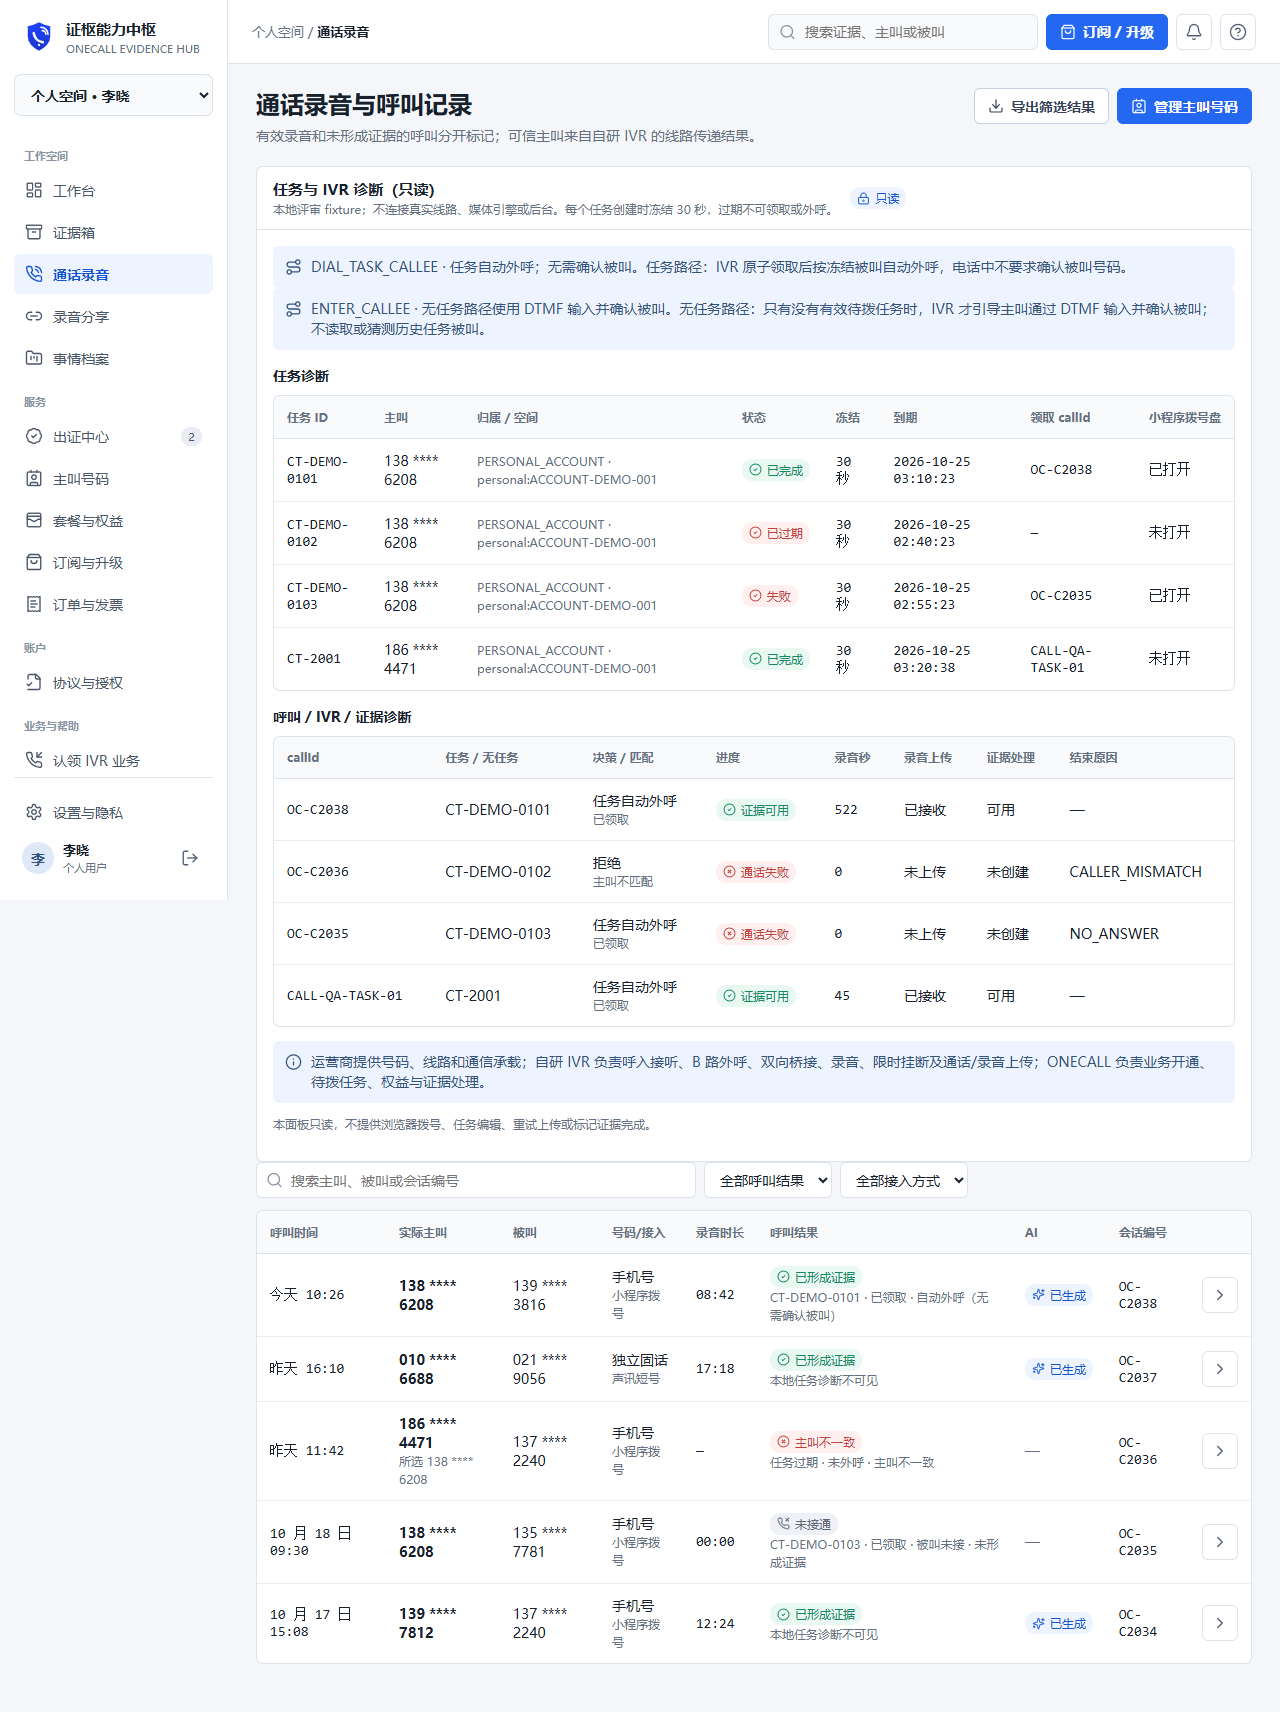 证枢能力中枢
ONECALL EVIDENCE HUB
个人空间 • 李晓
工作空间
工作台
证据箱
通话录音
录音分享
事情档案
服务
出证中心 2
主叫号码
套餐与权益
订阅与升级
订单与发票
账户
协议与授权
业务与帮助
认领 IVR 业务
设置与隐私
李
李晓
个人用户
个人空间 / 通话录音
搜索证据、主叫或被叫
订阅 / 升级
通话录音与呼叫记录
有效录音和未形成证据的呼叫分开标记；可信主叫来自自研 IVR 的线路传递结果。
导出筛选结果
管理主叫号码
任务与 IVR 诊断（只读）
本地评审 fixture；不连接真实线路、媒体引擎或后台。每个任务创建时冻结 30 秒，过期不可领取或外呼。
只读
DIAL_TASK_CALLEE · 任务自动外呼；无需确认被叫。任务路径：IVR 原子领取后按冻结被叫自动外呼，电话中不要求确认被叫号码。
ENTER_CALLEE · 无任务路径使用 DTMF 输入并确认被叫。无任务路径：只有没有有效待拨任务时，IVR 才引导主叫通过 DTMF 输入并确认被叫；
不读取或猜测历史任务被叫。
任务诊断
任务 ID 主叫 归属 / 空间 状态 冻结 到期 领取 callId 小程序拨号盘
CT-DEMO-0101 138 **** 6208 PERSONAL_ACCOUNT · personal:ACCOUNT-DEMO-001 已完成 30 秒 2026-10-25 03:10:23 OC-C2038 已打开
CT-DEMO-0102 138 **** 6208 PERSONAL_ACCOUNT · personal:ACCOUNT-DEMO-001 已过期 30 秒 2026-10-25 02:40:23 — 未打开
CT-DEMO-0103 138 **** 6208 PERSONAL_ACCOUNT · personal:ACCOUNT-DEMO-001 失败 30 秒 2026-10-25 02:55:23 OC-C2035 已打开
CT-2001 186 **** 4471 PERSONAL_ACCOUNT · personal:ACCOUNT-DEMO-001 已完成 30 秒 2026-10-25 03:20:38 CALL-QA-TASK-01 未打开
呼叫 / IVR / 证据诊断
callId 任务 / 无任务 决策 / 匹配 进度 录音秒 录音上传 证据处理 结束原因
OC-C2038 CT-DEMO-0101 任务自动外呼 已领取 证据可用 522 已接收 可用 —
OC-C2036 CT-DEMO-0102 拒绝 主叫不匹配 通话失败 0 未上传 未创建 CALLER_MISMATCH
OC-C2035 CT-DEMO-0103 任务自动外呼 已领取 通话失败 0 未上传 未创建 NO_ANSWER
CALL-QA-TASK-01 CT-2001 任务自动外呼 已领取 证据可用 45 已接收 可用 —
运营商提供号码、线路和通信承载；自研 IVR 负责呼入接听、B 路外呼、双向桥接、录音、限时挂断及通话/录音上传；ONECALL 负责业务开通、
待拨任务、权益与证据处理。
本面板只读，不提供浏览器拨号、任务编辑、重试上传或标记证据完成。
搜索主叫、被叫或会话编号
全部呼叫结果
全部接入方式
呼叫时间 实际主叫 被叫 号码/接入 录音时长 呼叫结果 AI 会话编号
今天 10:26 138 **** 6208 139 **** 3816 手机号 小程序拨号 08:42 已形成证据 CT-DEMO-0101 · 已领取 · 自动外呼（无需确认被叫） 已生成 OC-C2038
昨天 16:10 010 **** 6688 021 **** 9056 独立固话 声讯短号 17:18 已形成证据 本地任务诊断不可见 已生成 OC-C2037
昨天 11:42 186 **** 4471 所选 138 **** 6208 137 **** 2240 手机号 小程序拨号 — 主叫不一致 任务过期 · 未外呼 · 主叫不一致 — OC-C2036
10 月 18 日 09:30 138 **** 6208 135 **** 7781 手机号 小程序拨号 00:00 未接通 CT-DEMO-0103 · 已领取 · 被叫未接 · 未形成证据 — OC-C2035
10 月 17 日 15:08 139 **** 7812 137 **** 2240 手机号 小程序拨号 12:24 已形成证据 本地任务诊断不可见 已生成 OC-C2034